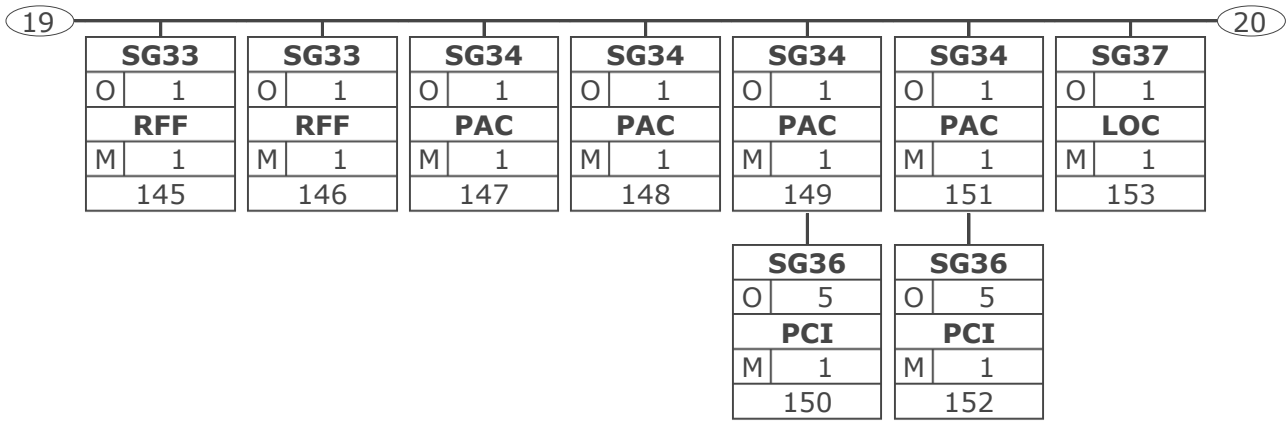 19 20
SG33 SG33 SG34 SG34 SG34 SG34 SG37
O 1 O 1 O 1 O 1 O 1 O 1 O 1
RFF RFF PAC PAC PAC PAC LOC
M 1 M 1 M 1 M 1 M 1 M 1 M 1
145 146 147 148 149 151 153
SG36 SG36
O 5 O 5
PCI PCI
M 1 M 1
150 152